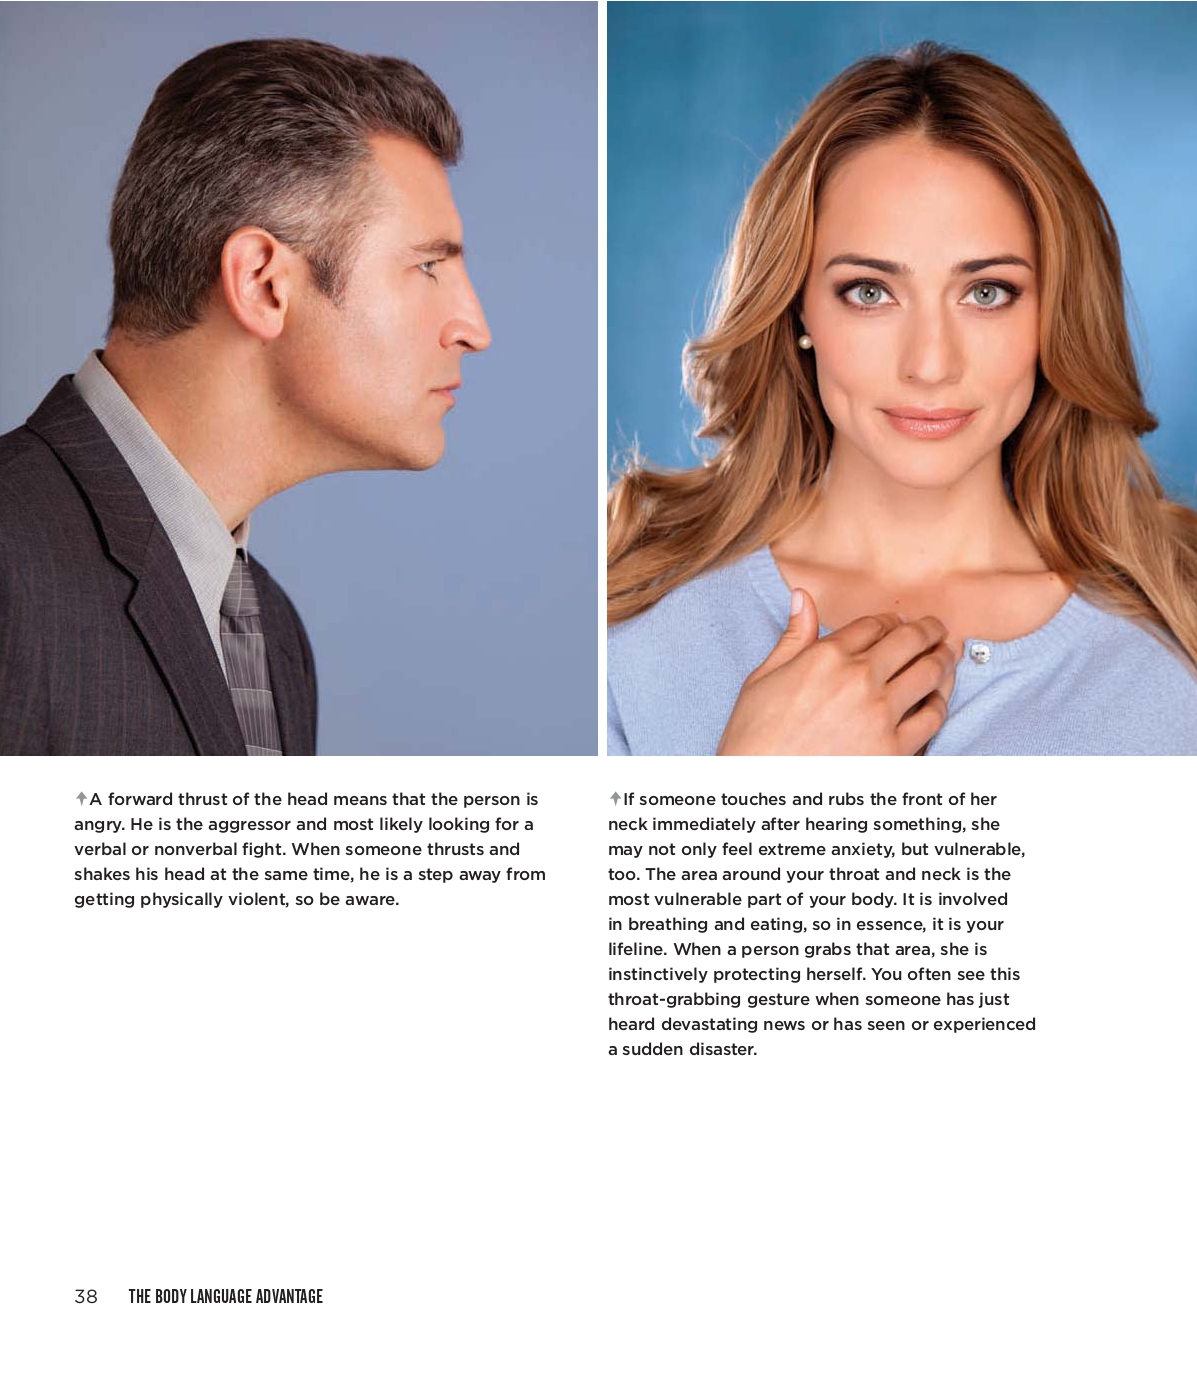 A forward thrust of the head means that the person is
angry. He is the aggressor and most likely looking for a
verbal or nonverbal fight. When someone thrusts and
shakes his head at the same time, he is a step away from
getting physically violent, so be aware.
If someone touches and rubs the front of her
neck immediately after hearing something, she
may not only feel extreme anxiety, but vulnerable,
too. The area around your throat and neck is the
most vulnerable part of your body. It is involved
in breathing and eating, so in essence, it is your
lifeline. When a person grabs that area, she is
instinctively protecting herself. You often see this
throat-grabbing gesture when someone has just
heard devastating news or has seen or experienced
a sudden disaster.
38 THE BODY LANGUAGE ADVANTAGE